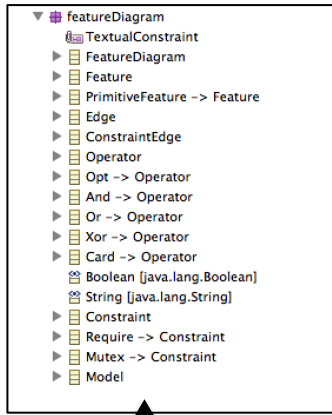 featureDiagram
TextualConstraint
FeatureDiagram
Feature
PrimitiveFeature -> Feature
Edge
ConstraintEdge
Operator
Opt -> Operator
And -> Operator
Or -> Operator
Xor -> Operator
Card -> Operator
Boolean [java.lang.Boolean]
String [java.lang.String]
Constraint
Require -> Constraint
Mutex -> Constraint
Model